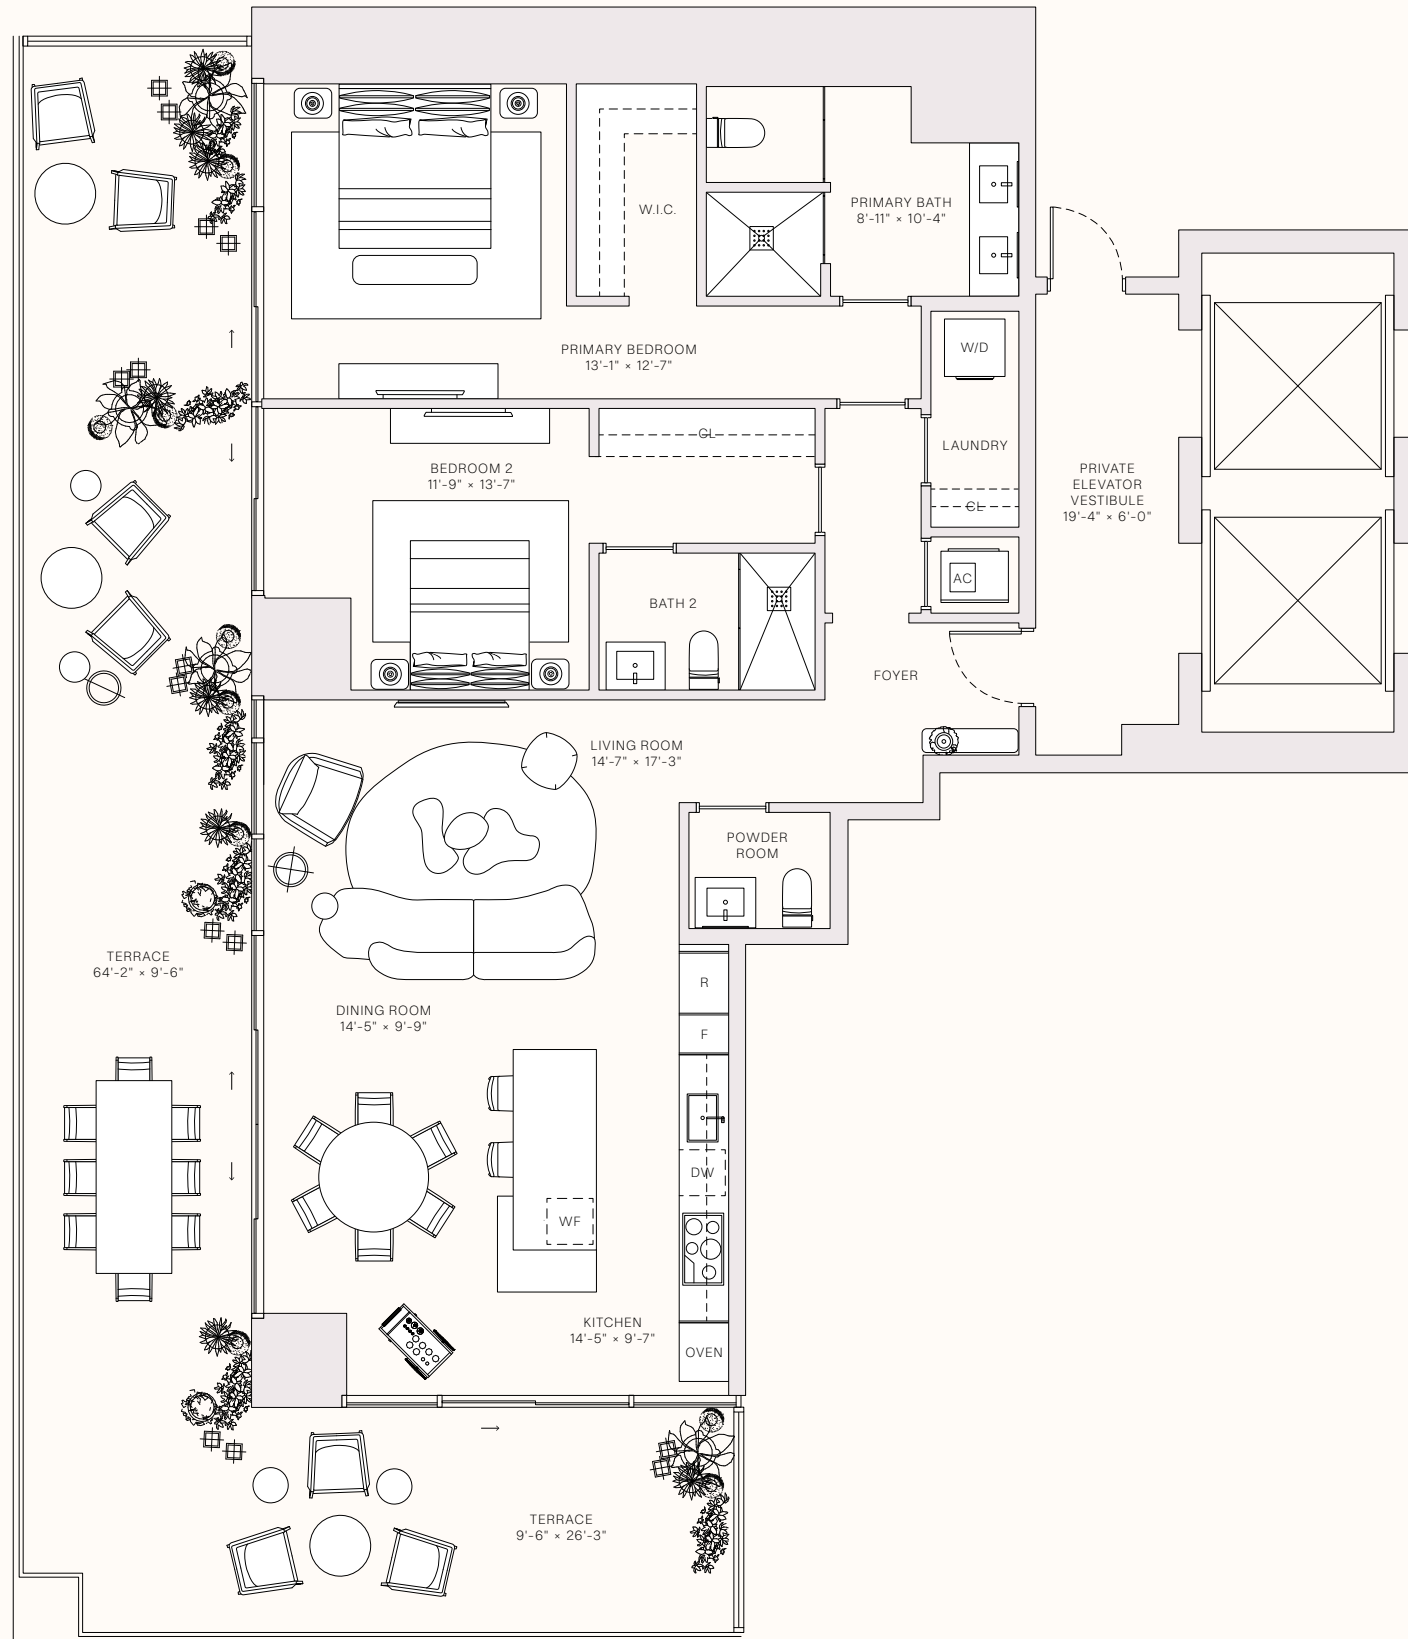 W.I.C.
PRIMARY BATH
8'-11" × 10'-4"
PRIMARY BEDROOM
13'-1" × 12'-7"
W/D
CL
LAUNDRY
BEDROOM 2
11'-9" × 13'-7"
PRIVATE
ELEVATOR
VESTIBULE
19'-4" × 6'-0"
CL
AC
BATH 2
FOYER
LIVING ROOM
14'-7" × 17'-3"
POWDER
ROOM
TERRACE
64'-2" × 9'-6"
R
DINING ROOM
14'-5" × 9'-9"
F
DW
WF
KITCHEN
14'-5" × 9'-7"
OVEN
TERRACE
9'-6" × 26'-3"